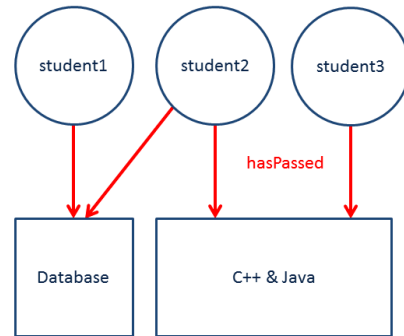 student1
student2
student3
hasPassed
Database
C++ & Java